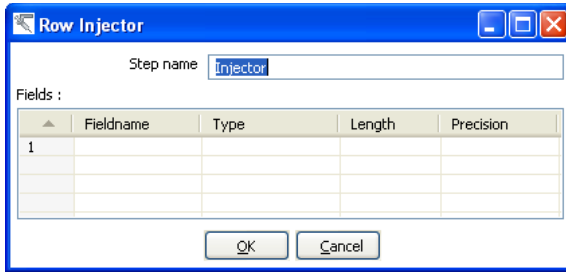 Row Injector
Step name Injector
Fields :
Fieldname Type Length Precision
1
OK Cancel